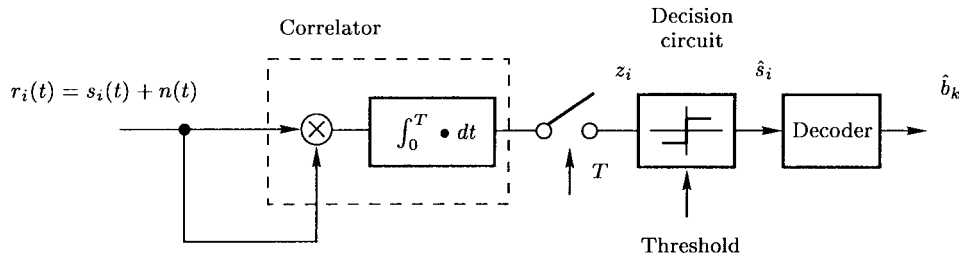 Correlator
Decision
circuit
r_i(t) = s_i(t) + n(t)
z_i
ŝ_i
b̂_k
∫_0^T • dt
T
Decoder
Threshold